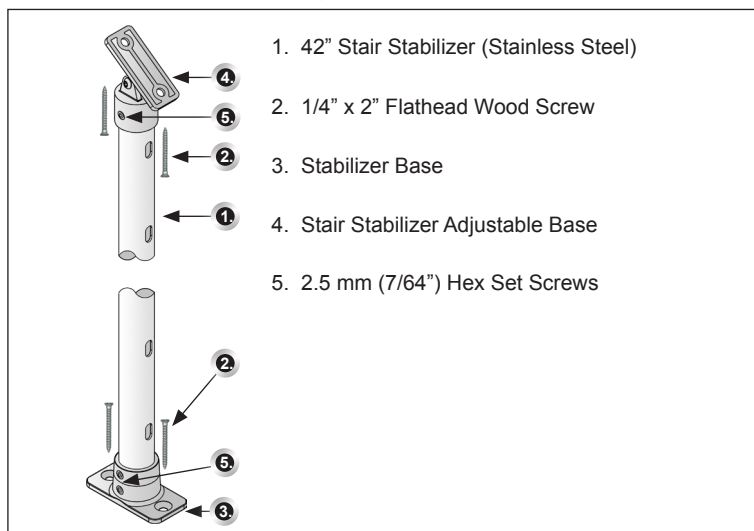 1. 42” Stair Stabilizer (Stainless Steel)
2. 1/4” x 2” Flathead Wood Screw
3. Stabilizer Base
4. Stair Stabilizer Adjustable Base
5. 2.5 mm (7/64”) Hex Set Screws
4.
5.
2.
1.
2.
5.
3.